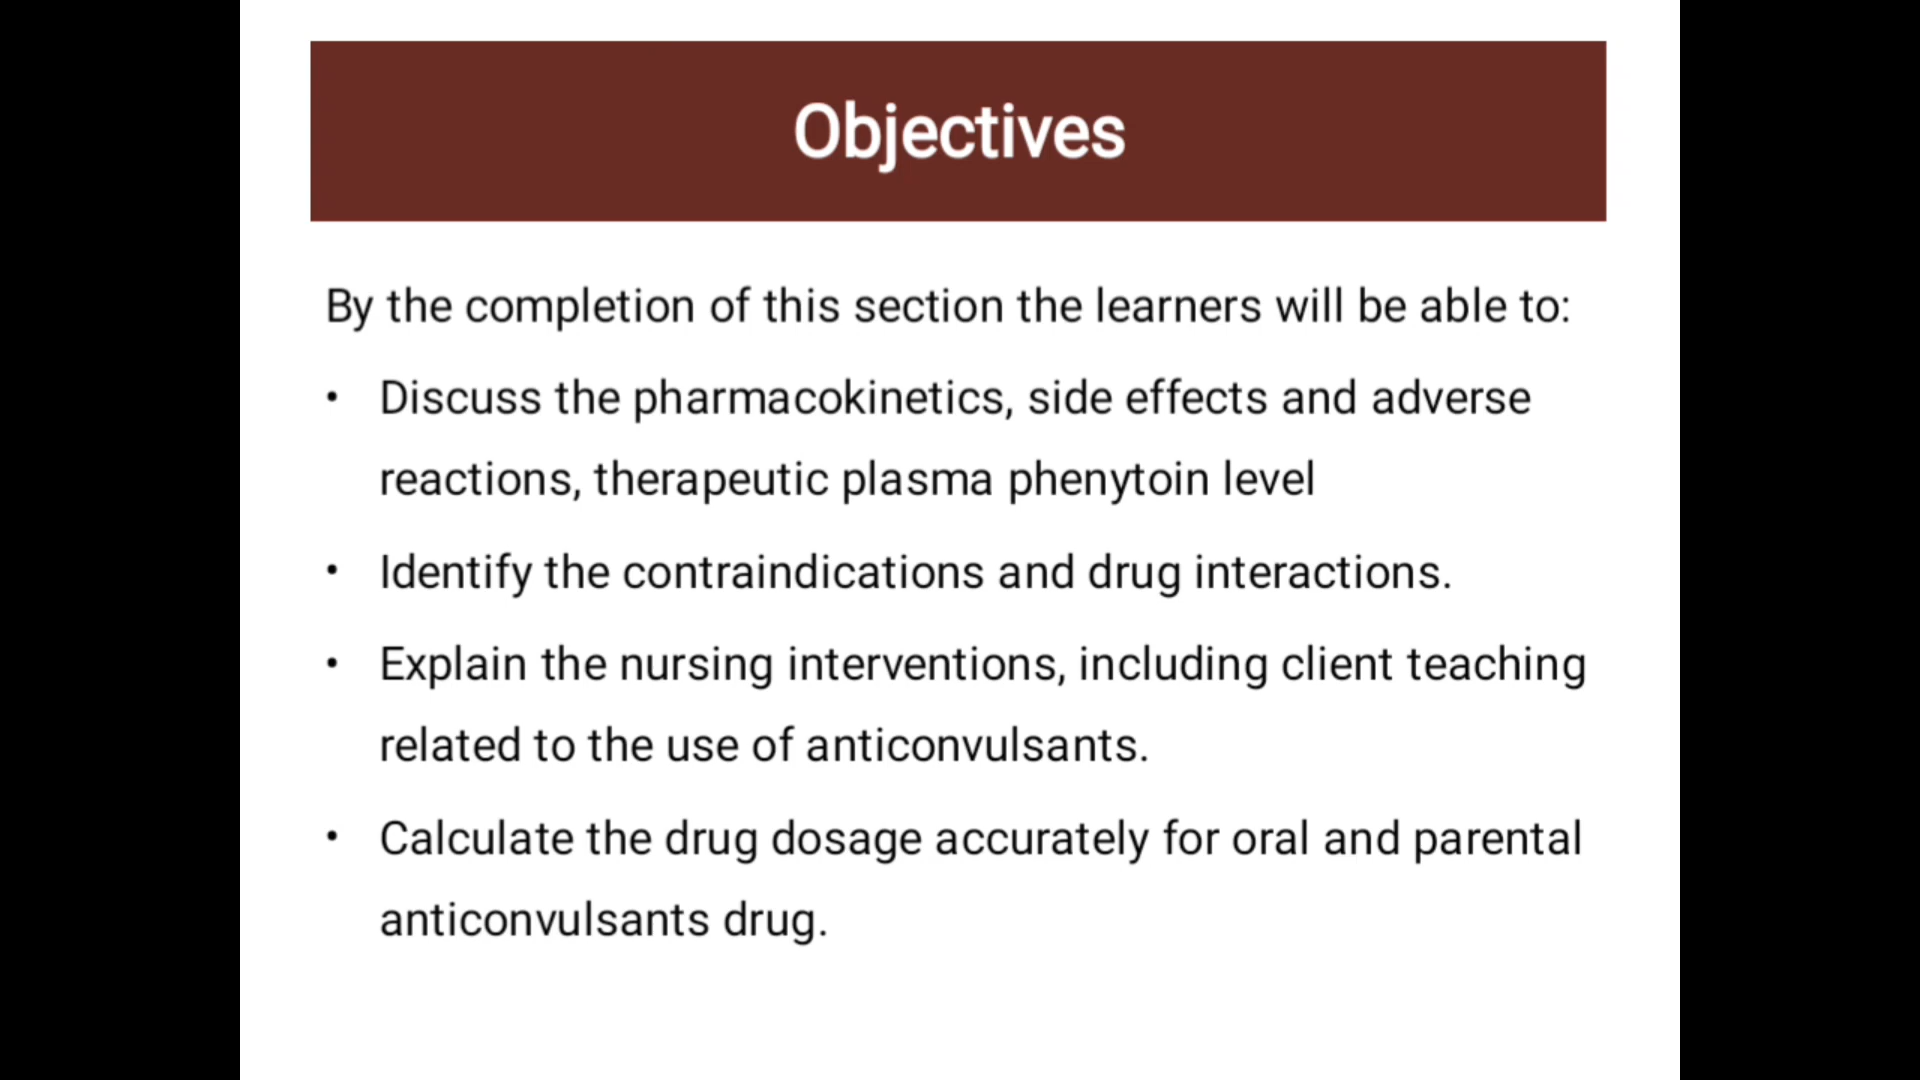 Objectives
By the completion of this section the learners will be able to:
• Discuss the pharmacokinetics, side effects and adverse
reactions, therapeutic plasma phenytoin level
• Identify the contraindications and drug interactions.
• Explain the nursing interventions, including client teaching
related to the use of anticonvulsants.
• Calculate the drug dosage accurately for oral and parental
anticonvulsants drug.